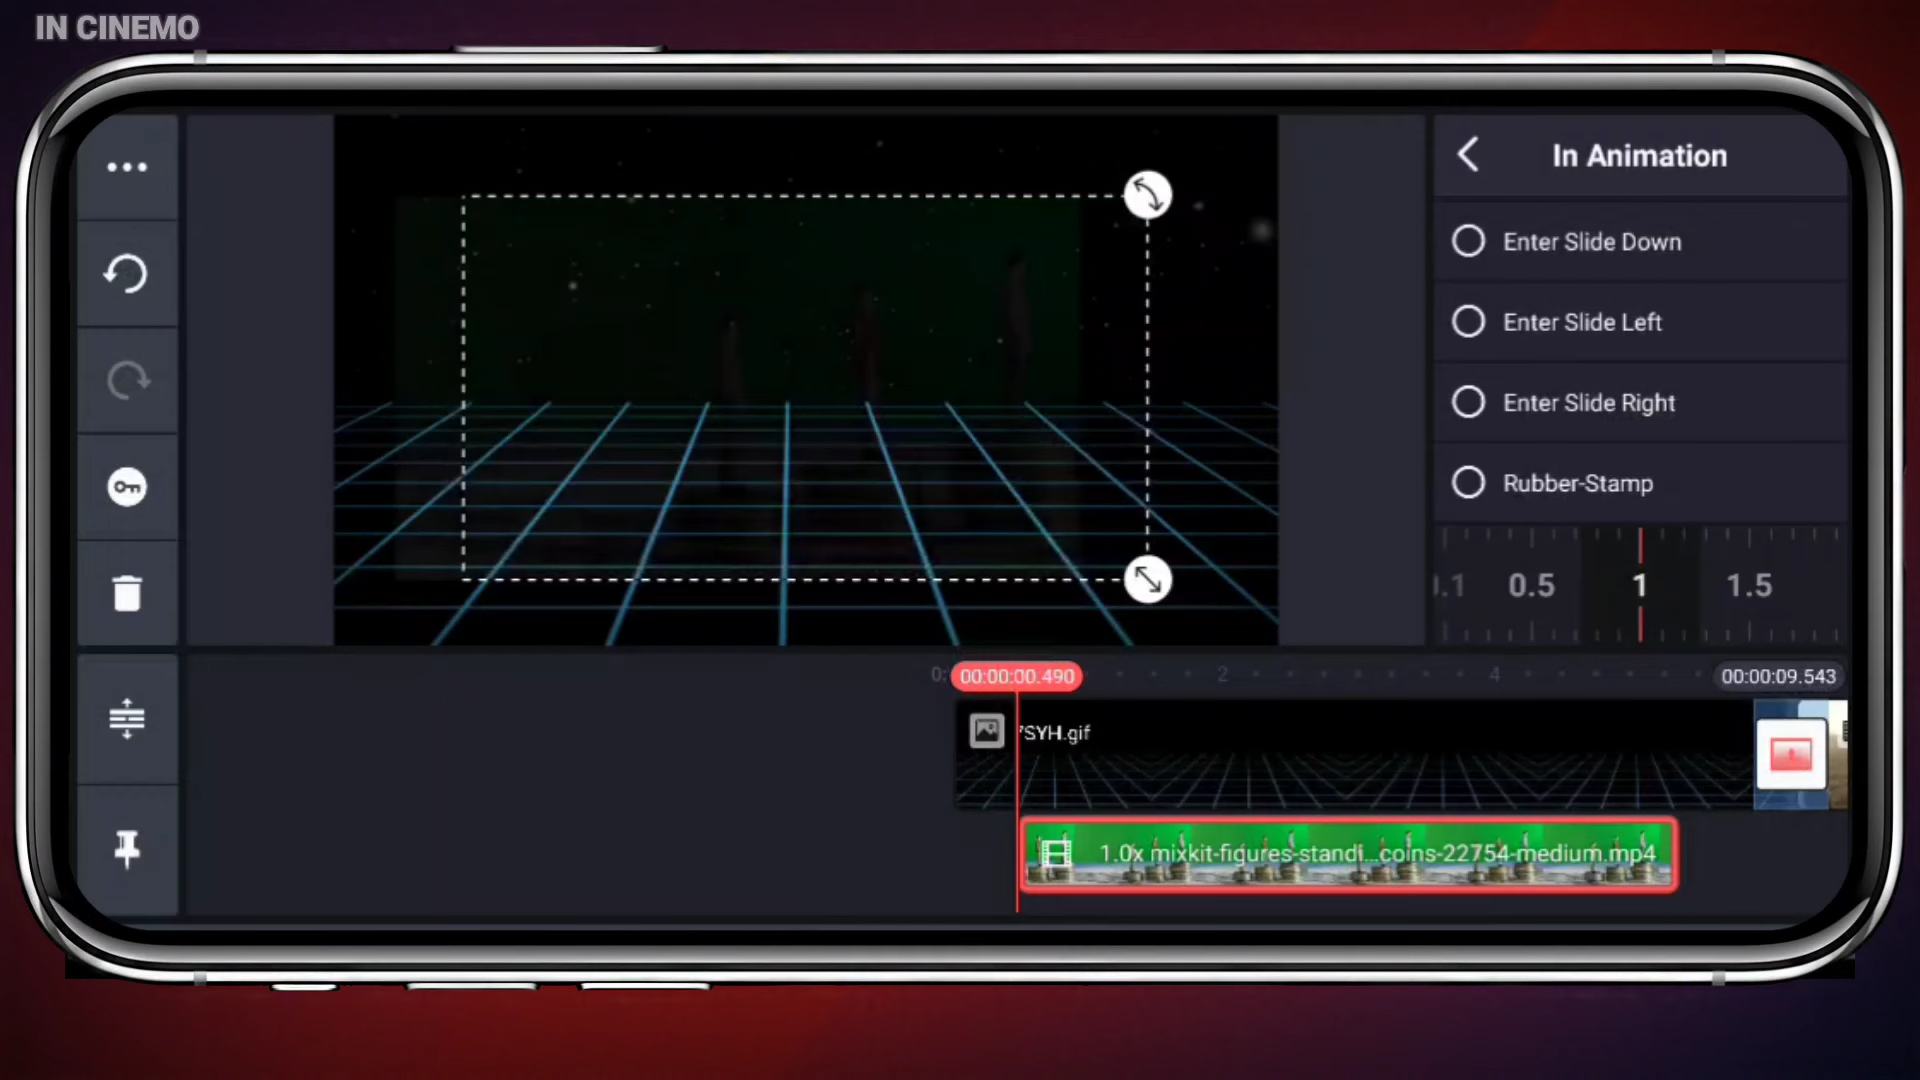 IN CINEMO
In Animation
Enter Slide Down
Enter Slide Left
Enter Slide Right
Rubber-Stamp
0.5 1 1.5
0: 00:00:00.490 2 4 00:00:09.543
7SYH.gif
1.0x mixkit-figures-standi...coins-22754-medium.mp4